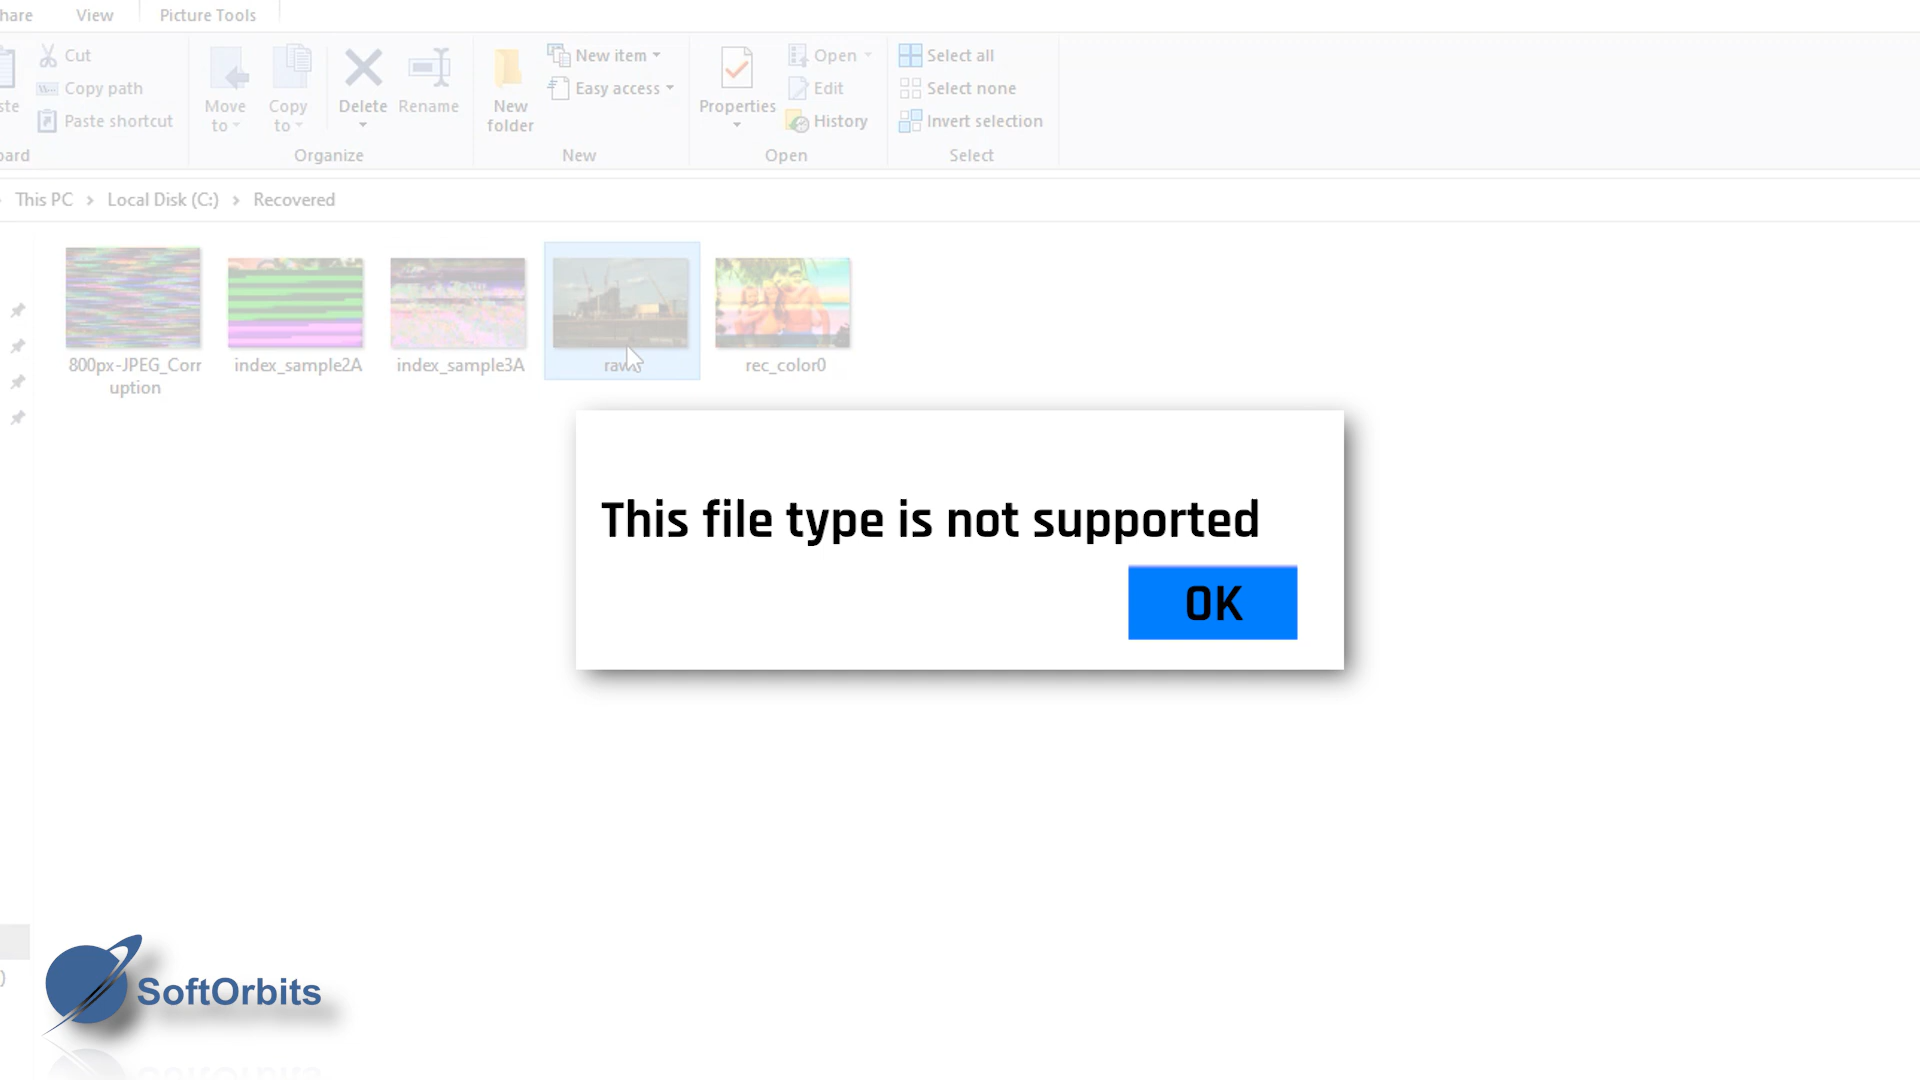 hare View Picture Tools
Cut
Copy path
Paste shortcut
Move
to
Copy
to
Delete
Rename
Organize
New
folder
New item
Easy access
New
Properties
Open
Edit
History
Open
Select all
Select none
Invert selection
Select
This PC > Local Disk (C:) > Recovered
800px-JPEG_Corr
uption
index_sample2A
index_sample3A
rec_color0
This file type is not supported
OK
SoftOrbits